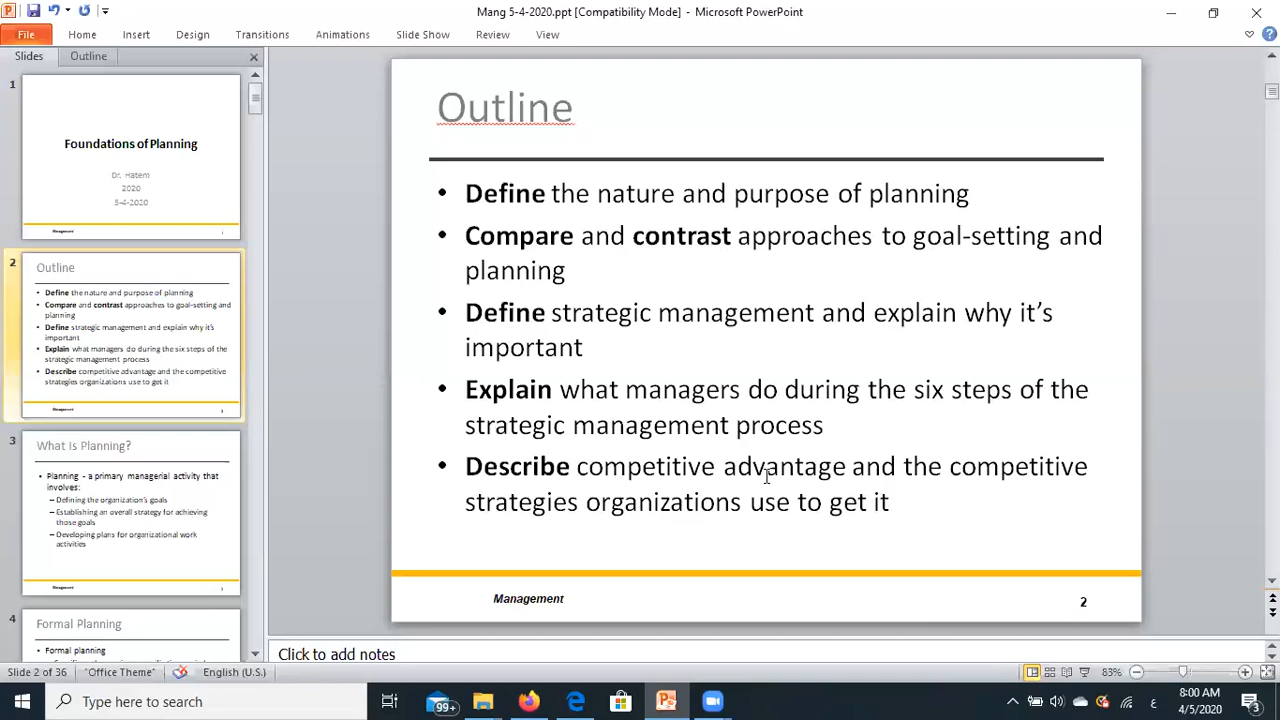 Mang 5-4-2020.ppt [Compatibility Mode] - Microsoft PowerPoint
File Home Insert Design Transitions Animations Slide Show Review View
Slides Outline
1
Foundations of Planning
Dr. Hatem
2020
5-4-2020
Management
2
Outline
• Define the nature and purpose of planning
• Compare and contrast approaches to goal-setting and
planning
• Define strategic management and explain why it's
important
• Explain what managers do during the six steps of the
strategic management process
• Describe competitive advantage and the competitive
strategies organizations use to get it
Management
3
What Is Planning?
• Planning - a primary managerial activity that
involves:
– Defining the organization's goals
– Establishing an overall strategy for achieving
those goals
– Developing plans for organizational work
activities
Management
4
Formal Planning
• Formal planning
Outline
• Define the nature and purpose of planning
• Compare and contrast approaches to goal-setting and
planning
• Define strategic management and explain why it's
important
• Explain what managers do during the six steps of the
strategic management process
• Describe competitive advantage and the competitive
strategies organizations use to get it
Management 2
Click to add notes
Slide 2 of 36 "Office Theme" English (U.S.) 83%
Type here to search
99+
ع
8:00 AM
4/5/2020
3